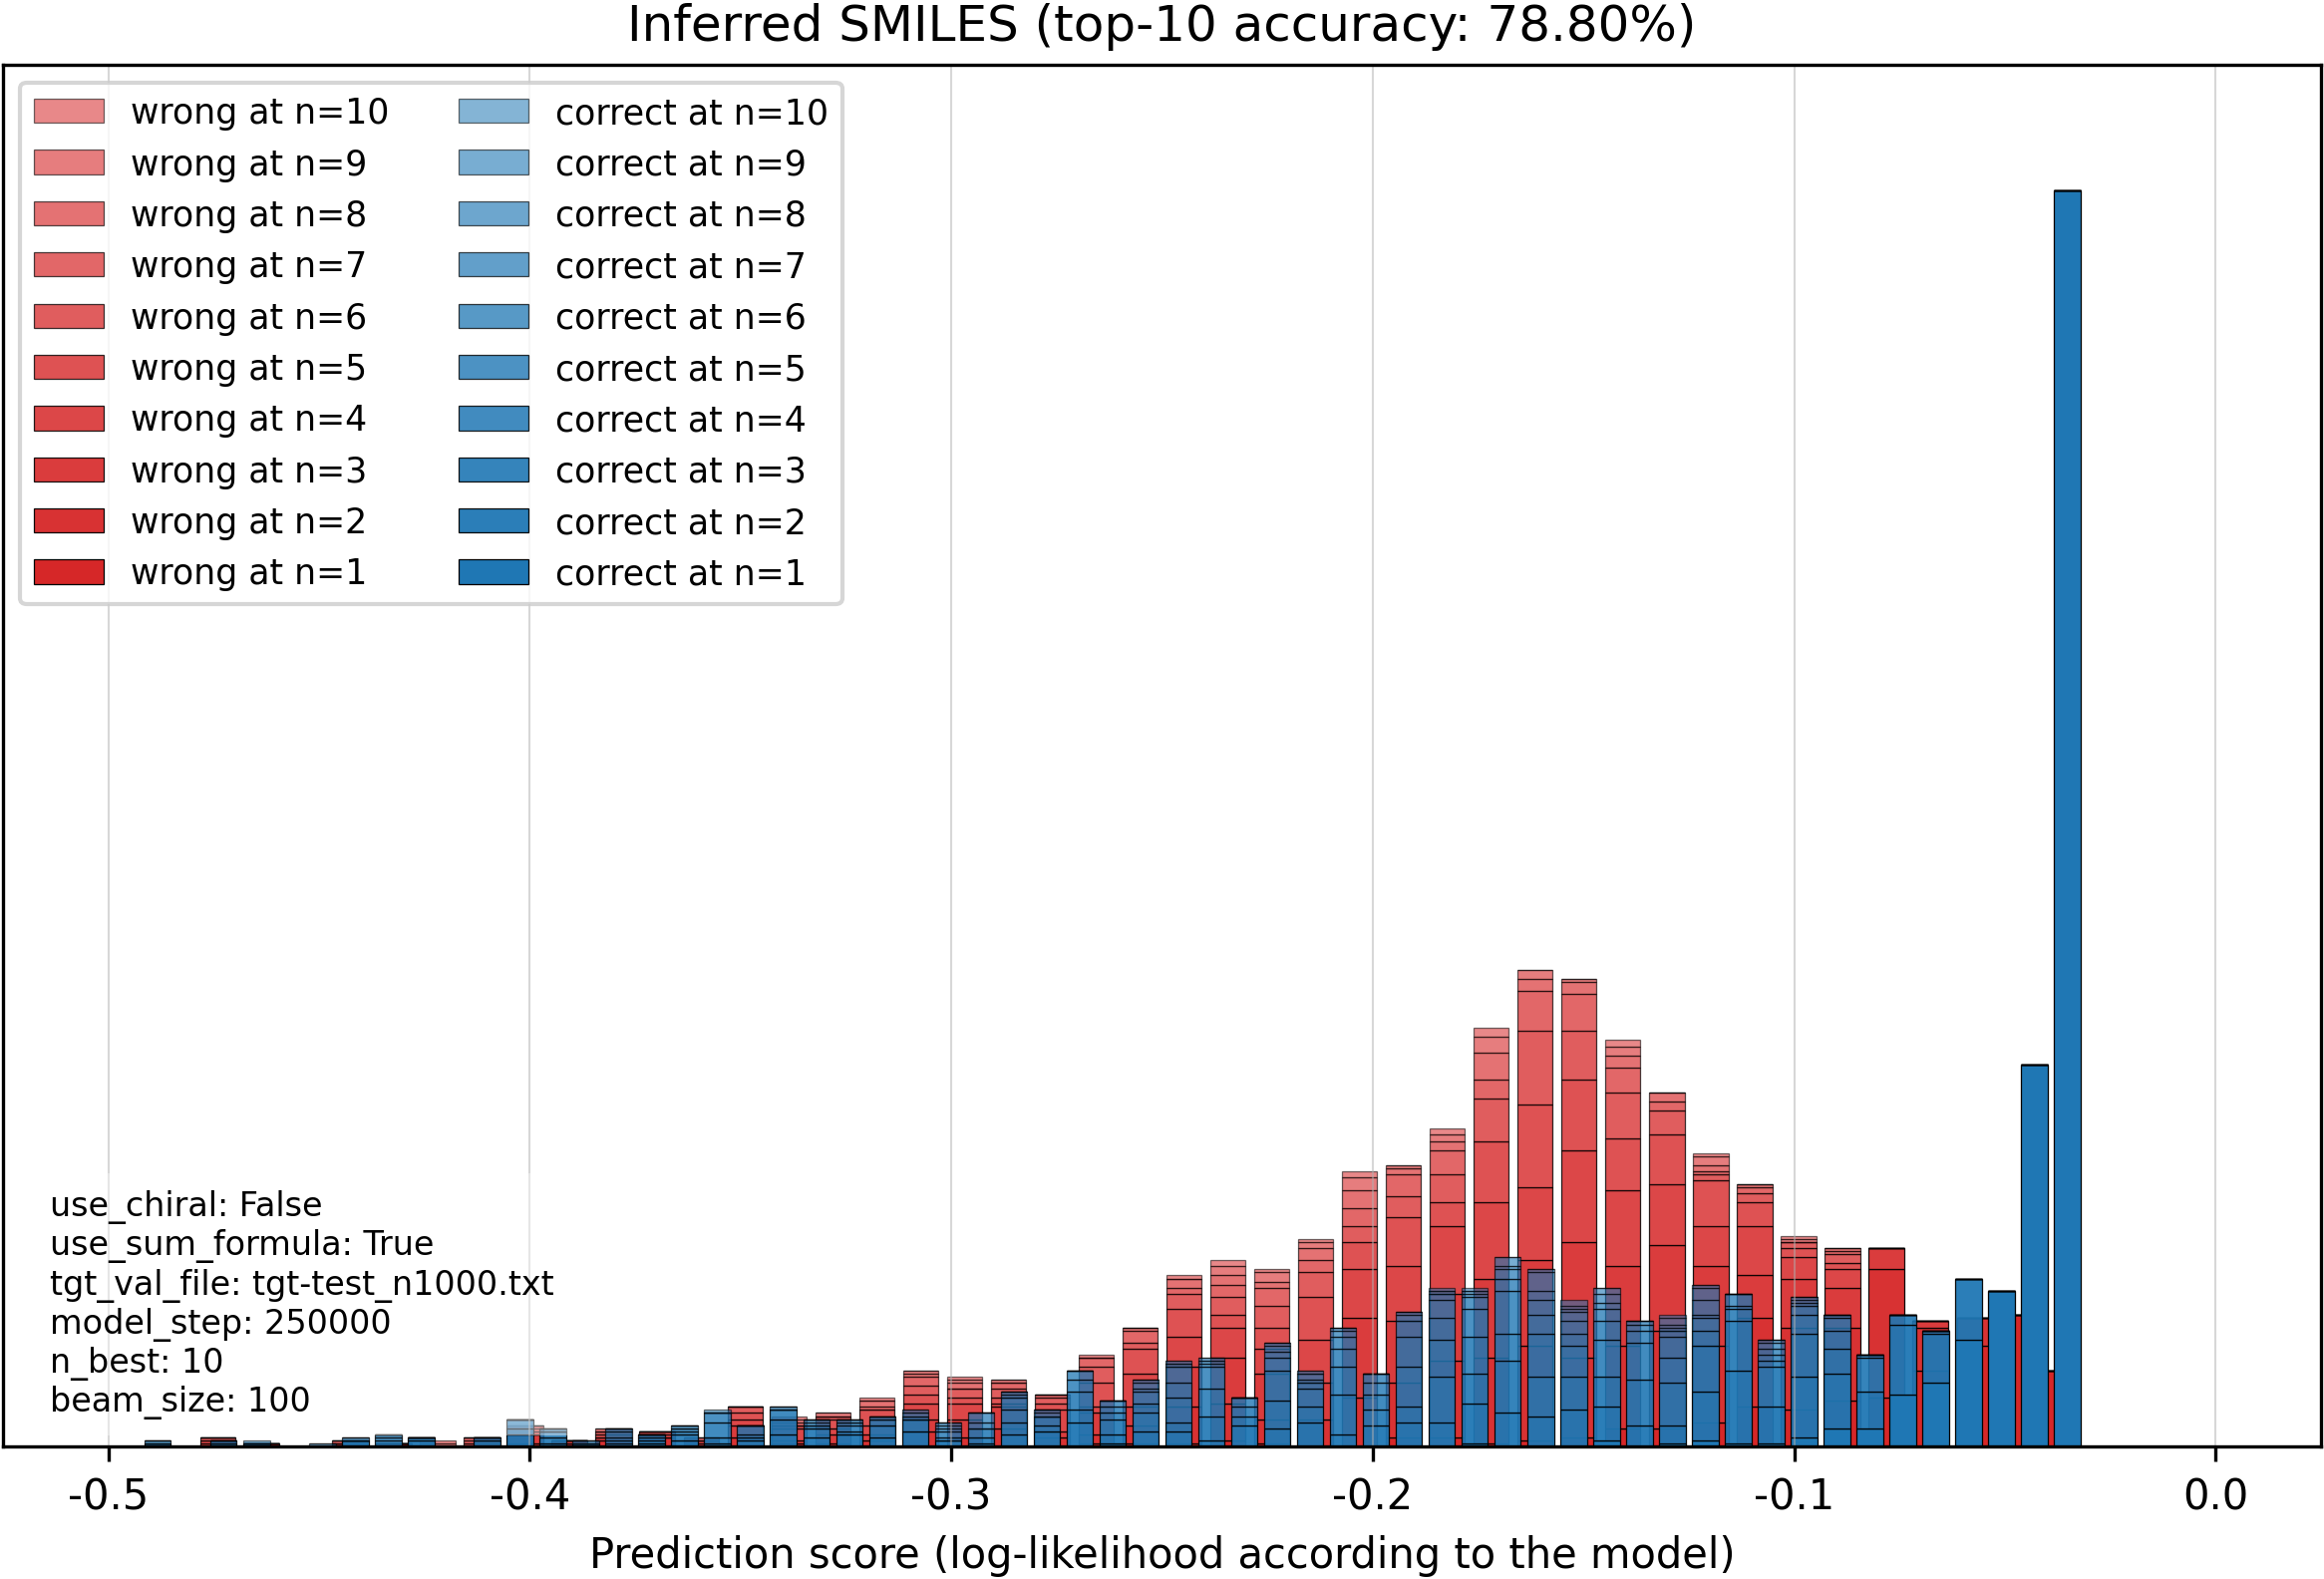 Inferred SMILES (top-10 accuracy: 78.80%)
wrong at n=10
wrong at n=9
wrong at n=8
wrong at n=7
wrong at n=6
wrong at n=5
wrong at n=4
wrong at n=3
wrong at n=2
wrong at n=1
correct at n=10
correct at n=9
correct at n=8
correct at n=7
correct at n=6
correct at n=5
correct at n=4
correct at n=3
correct at n=2
correct at n=1
use_chiral: False
use_sum_formula: True
tgt_val_file: tgt-test_n1000.txt
model_step: 250000
n_best: 10
beam_size: 100
-0.5 -0.4 -0.3 -0.2 -0.1 0.0
Prediction score (log-likelihood according to the model)